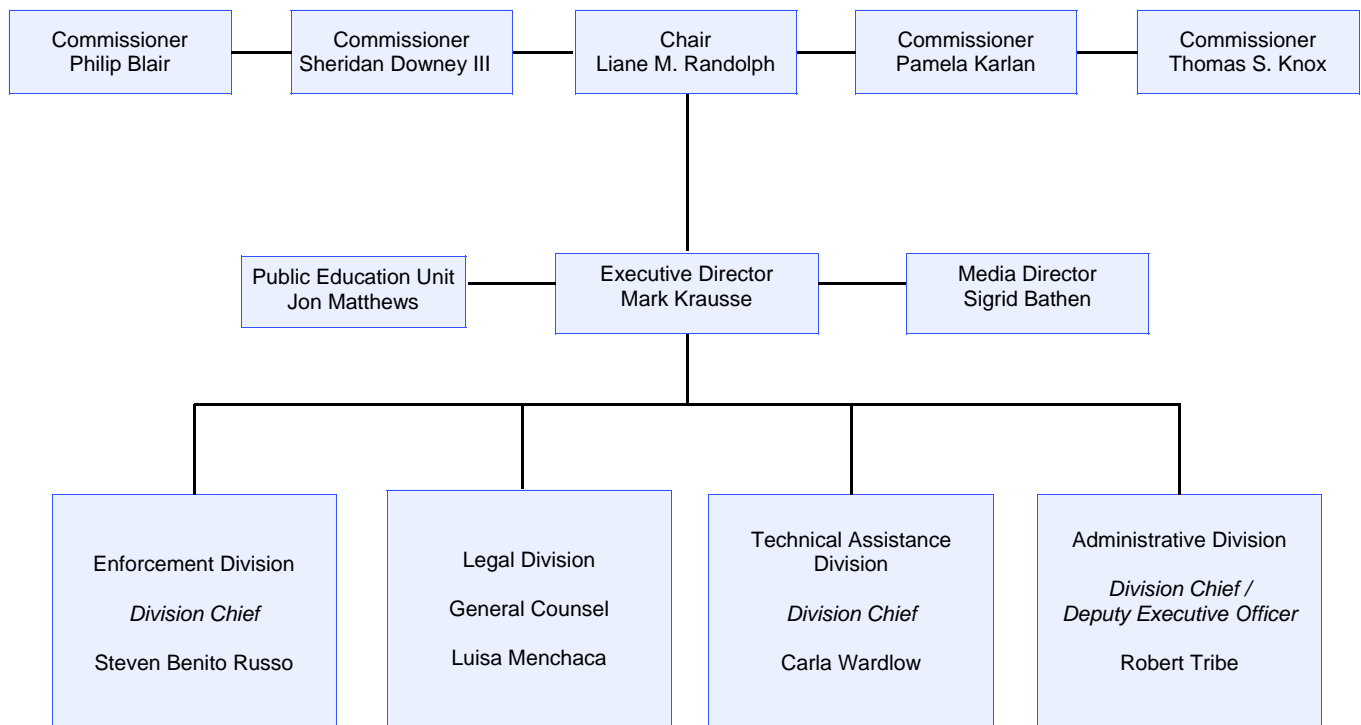 Commissioner
Philip Blair
Commissioner
Sheridan Downey III
Chair
Liane M. Randolph
Commissioner
Pamela Karlan
Commissioner
Thomas S. Knox
Public Education Unit
Jon Matthews
Executive Director
Mark Krausse
Media Director
Sigrid Bathen
Enforcement Division
Division Chief
Steven Benito Russo
Legal Division
General Counsel
Luisa Menchaca
Technical Assistance
Division
Division Chief
Carla Wardlow
Administrative Division
Division Chief /
Deputy Executive Officer
Robert Tribe